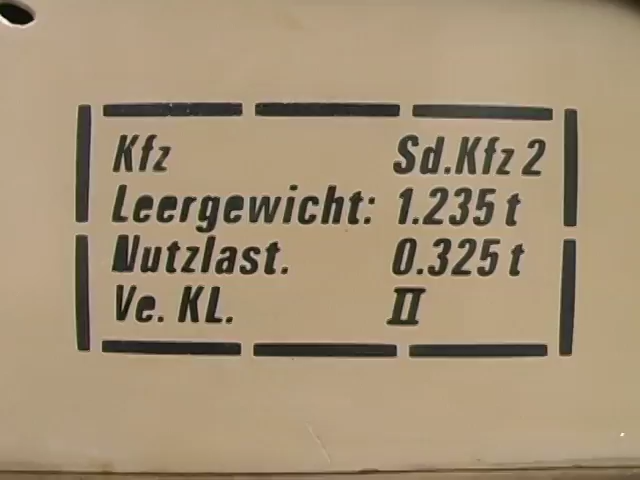 Kfz Sd.Kfz 2
Leergewicht: 1.235 t
Nutzlast. 0.325 t
Ve. KL. II